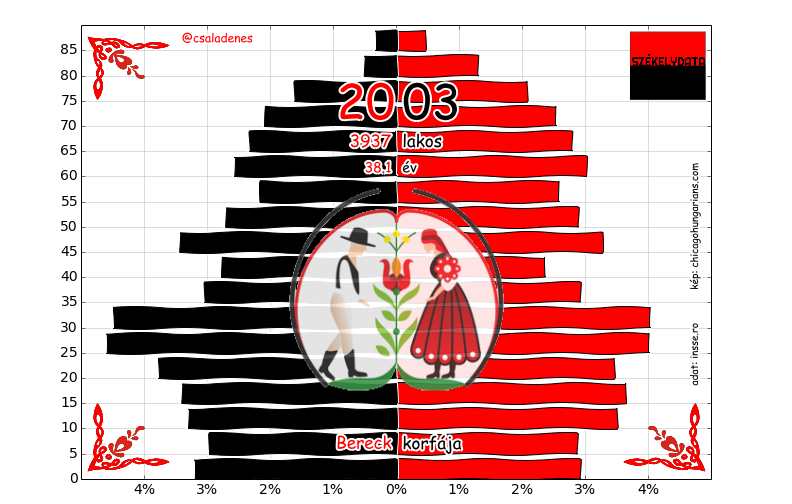 @csaladenes
SZÉKELYDATA
2003
3937 lakos
38.1 év
kép: chicagohungarians.com
adat: insse.ro
Bereck korfája
85
80
75
70
65
60
55
50
45
40
35
30
25
20
15
10
5
0
4% 3% 2% 1% 0% 1% 2% 3% 4%